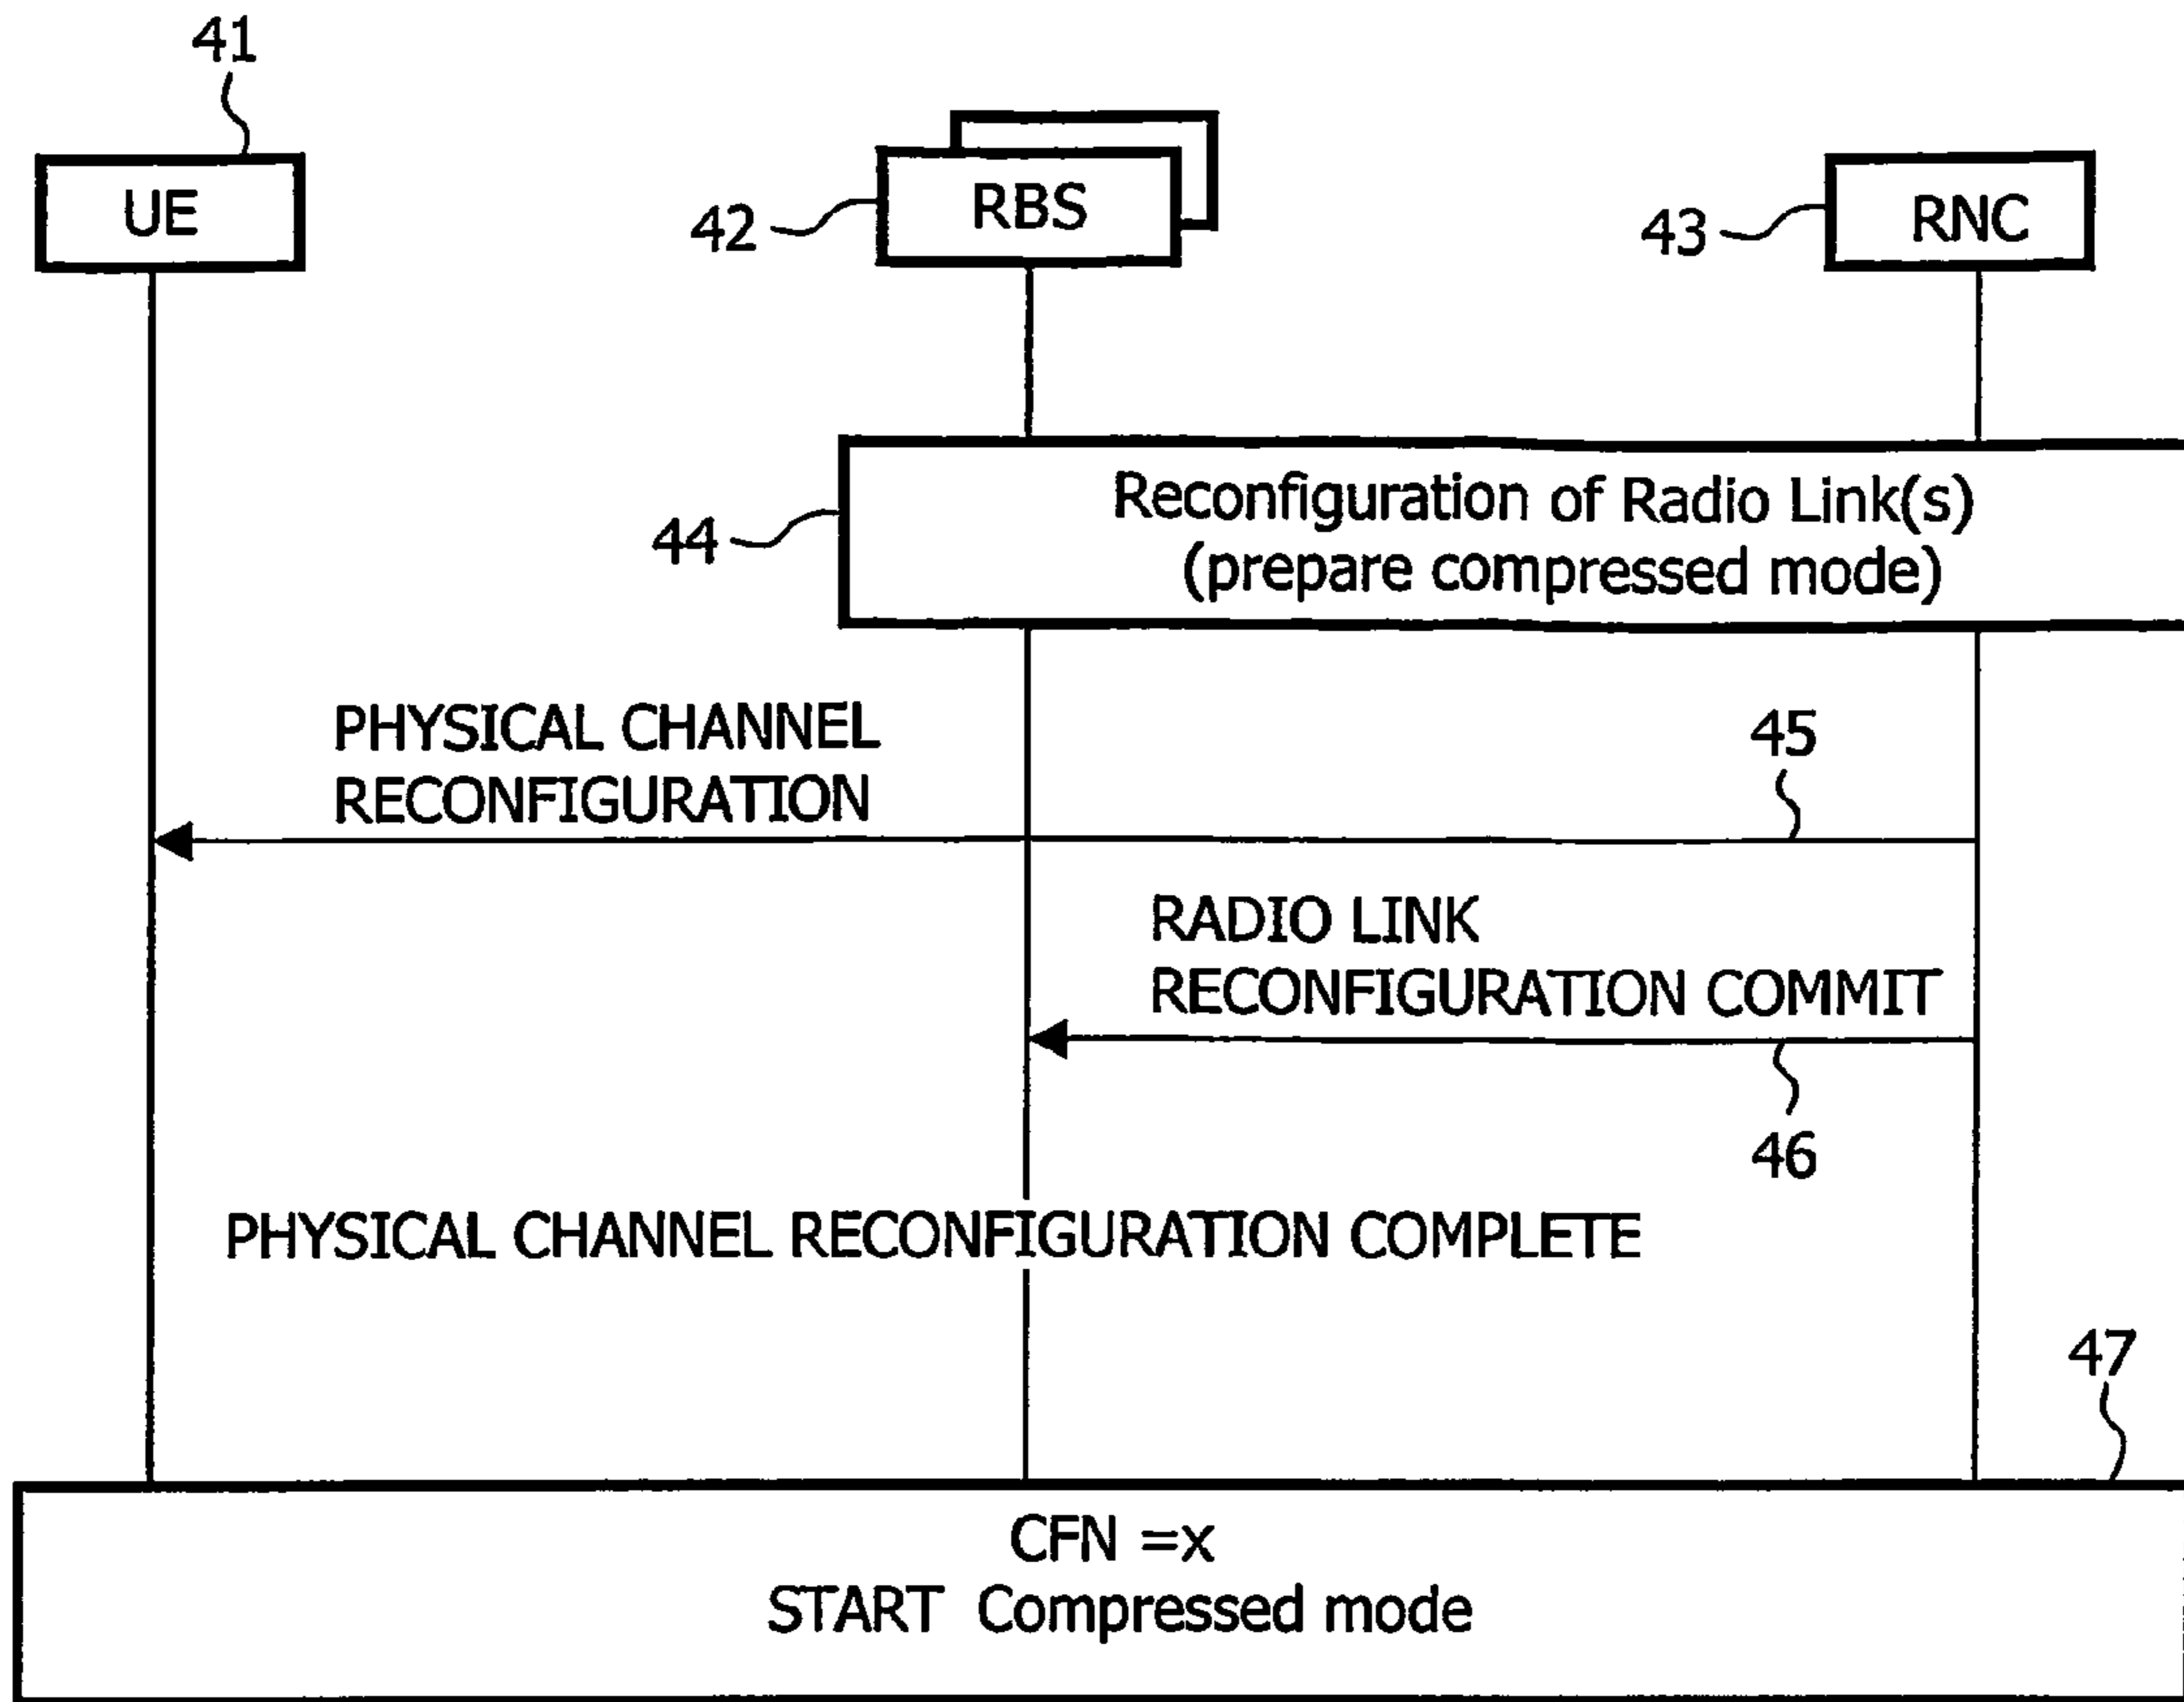 41
UE
42
RBS
43
RNC
44
Reconfiguration of Radio Link(s)
(prepare compressed mode)
PHYSICAL CHANNEL
RECONFIGURATION
45
RADIO LINK
RECONFIGURATION COMMIT
46
PHYSICAL CHANNEL RECONFIGURATION COMPLETE
47
CFN =x
START Compressed mode